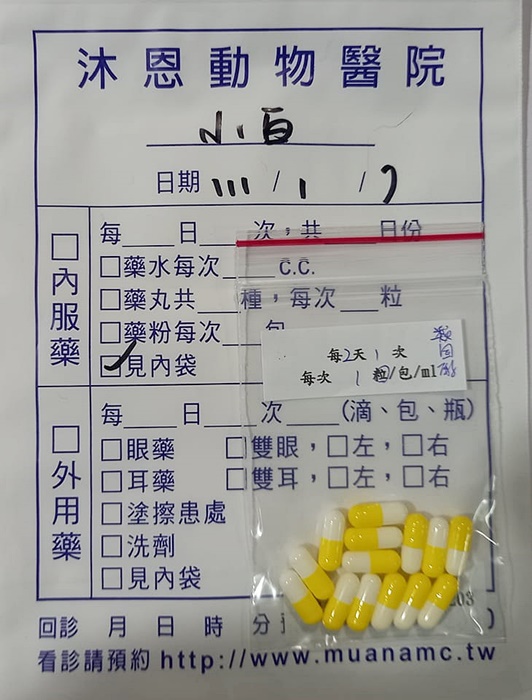 沐恩動物醫院
小白
日期 111 / 1 / 7
□內服藥
每___日___次，共___日份
□藥水每次___C.C.
□藥丸共___種，每次___粒
□藥粉每次___包
☑見內袋
每2天1次
每次 1 粒/包/ml
類固醇
□外用藥
每___日___次___(滴、包、瓶)
□眼藥 □雙眼，□左，□右
□耳藥 □雙耳，□左，□右
□塗擦患處
□洗劑
□見內袋
回診 月 日 時 分
看診請預約 http://www.muanamc.tw